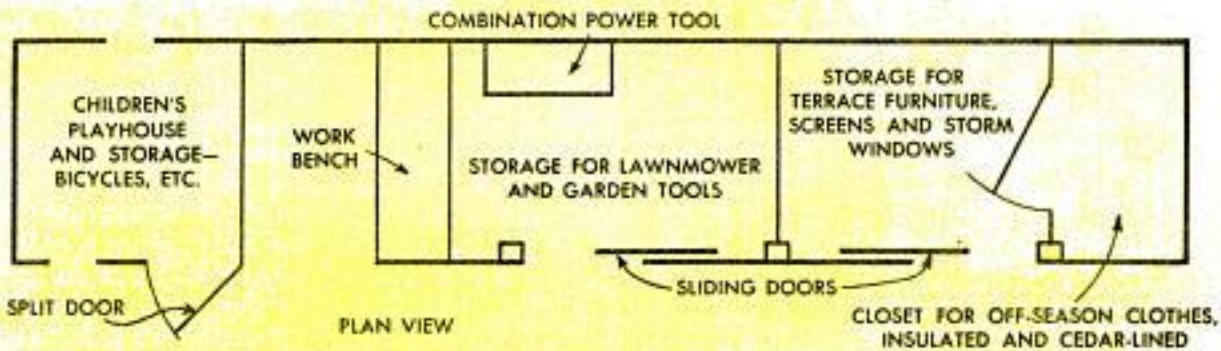 COMBINATION POWER TOOL
CHILDREN'S
PLAYHOUSE
AND STORAGE—
BICYCLES, ETC.
WORK
BENCH
STORAGE FOR LAWNMOWER
AND GARDEN TOOLS
STORAGE FOR
TERRACE FURNITURE,
SCREENS AND STORM
WINDOWS
SPLIT DOOR
PLAN VIEW
SLIDING DOORS
CLOSET FOR OFF-SEASON CLOTHES,
INSULATED AND CEDAR-LINED